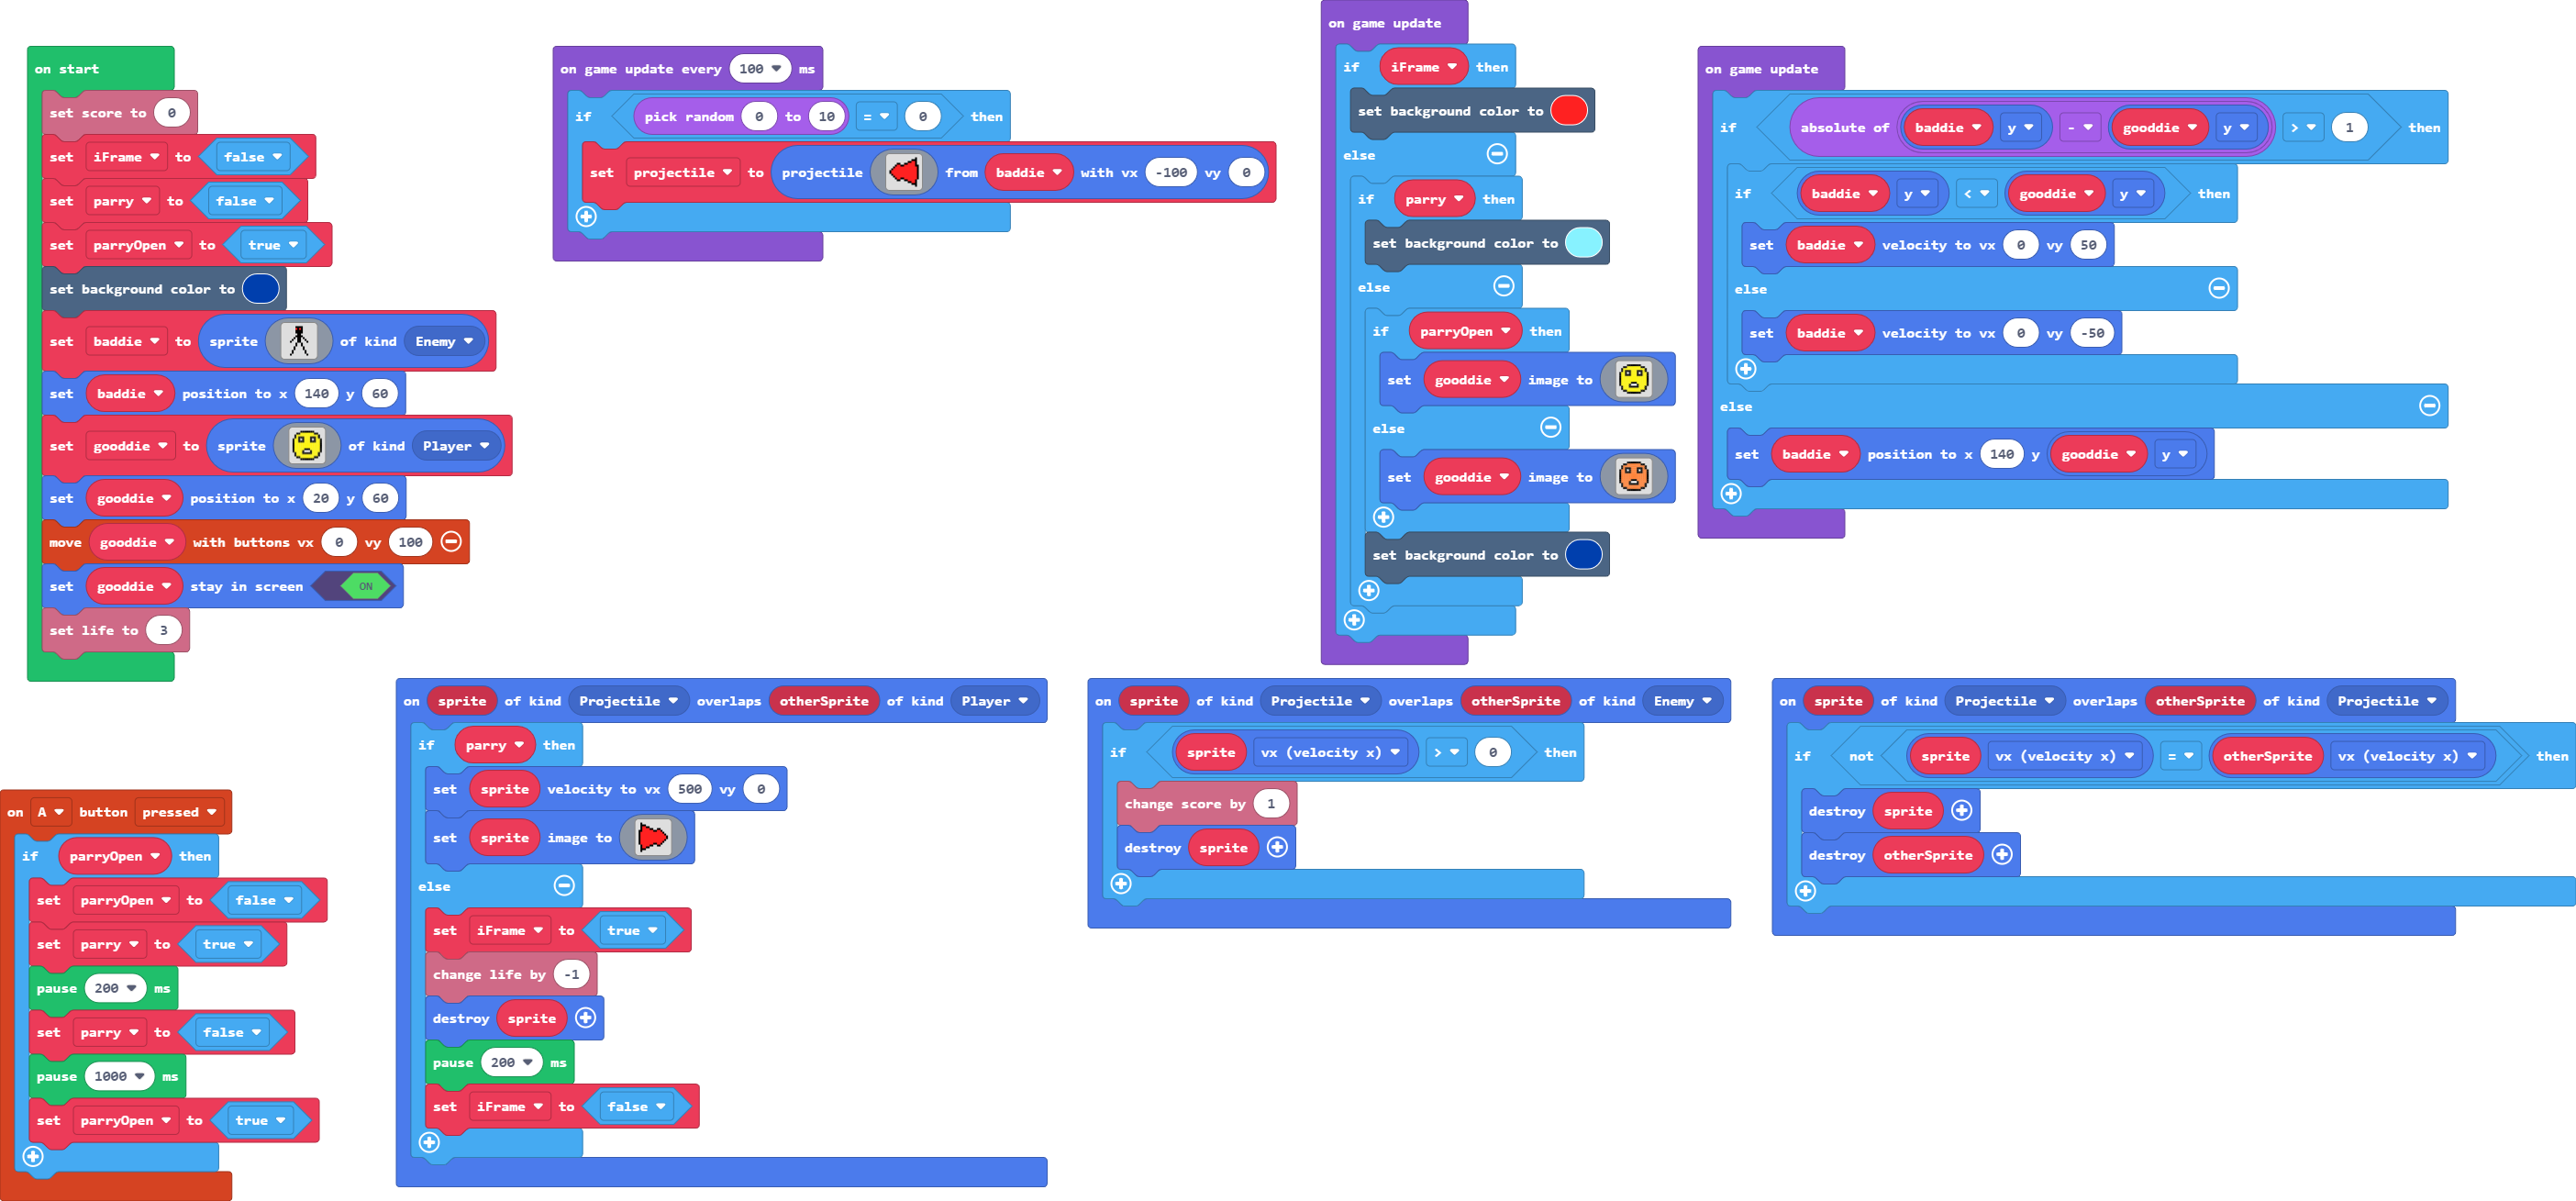 on start
set score to 0
set iFrame to false
set parry to false
set parryOpen to true
set background color to
set baddie to sprite of kind Enemy
set baddie position to x 140 y 60
set gooddie to sprite of kind Player
set gooddie position to x 20 y 60
move gooddie with buttons vx 0 vy 100
set gooddie stay in screen ON
set life to 3
on game update every 100 ms
if pick random 0 to 10 = 0 then
set projectile to projectile from baddie with vx -100 vy 0
on game update
if iFrame then
set background color to
else
if parry then
set background color to
else
if parryOpen then
set gooddie image to
else
set gooddie image to
set background color to
on game update
if absolute of baddie y - gooddie y > 1 then
if baddie y < gooddie y then
set baddie velocity to vx 0 vy 50
else
set baddie velocity to vx 0 vy -50
else
set baddie position to x 140 y gooddie y
on A button pressed
if parryOpen then
set parryOpen to false
set parry to true
pause 200 ms
set parry to false
pause 1000 ms
set parryOpen to true
on sprite of kind Projectile overlaps otherSprite of kind Player
if parry then
set sprite velocity to vx 500 vy 0
set sprite image to
else
set iFrame to true
change life by -1
destroy sprite
pause 200 ms
set iFrame to false
on sprite of kind Projectile overlaps otherSprite of kind Enemy
if sprite vx (velocity x) > 0 then
change score by 1
destroy sprite
on sprite of kind Projectile overlaps otherSprite of kind Projectile
if not sprite vx (velocity x) = otherSprite vx (velocity x) then
destroy sprite
destroy otherSprite